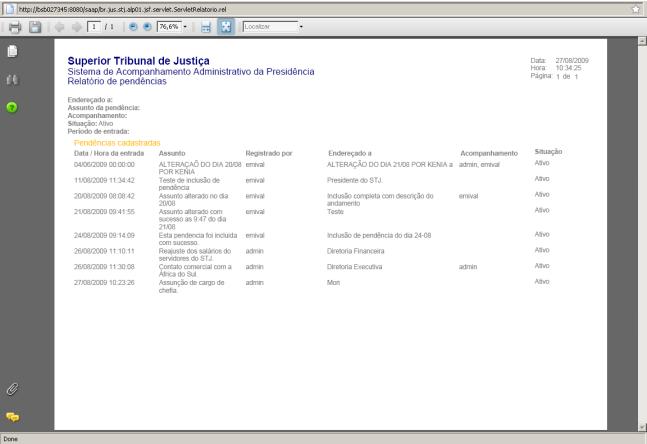 http://bsb027345:8080/saap/br.jus.stj.alp01.jsf.servlet.ServletRelatorio.rel
1 / 1 76,6% Localizar
Superior Tribunal de Justiça
Sistema de Acompanhamento Administrativo da Presidência
Relatório de pendências
Data: 27/08/2009
Hora: 10:34:25
Página: 1 de 1
Endereçado a:
Assunto da pendência:
Acompanhamento:
Situação: Ativo
Período de entrada:
Pendências cadastradas
Data / Hora da entrada Assunto Registrado por Endereçado a Acompanhamento Situação
04/06/2009 00:00:00 ALTERAÇÃO DO DIA 20/08 emival ALTERAÇÃO DO DIA 21/08 POR KENIA a admin, emival Ativo
POR KENIA
11/08/2009 11:34:42 Teste de inclusão de emival Presidente do STJ. Ativo
pendência
20/08/2009 08:08:42 Assunto alterado no dia emival Inclusão completa com descrição do emival Ativo
20/08 andamento
21/08/2009 09:41:55 Assunto alterado com emival Teste Ativo
sucesso as 9:47 do dia
21/08
24/08/2009 09:14:09 Esta pendencia foi incluida emival Inclusão de pendência do dia 24-08 Ativo
com sucesso.
26/08/2009 11:10:11 Reajuste dos salários do admin Diretoria Financeira Ativo
servidores do STJ.
26/08/2009 11:30:08 Contato comercial com a admin Diretoria Executiva admin Ativo
África do Sul.
27/08/2009 10:23:26 Assunção de cargo de admin Mon Ativo
chefia.
Done